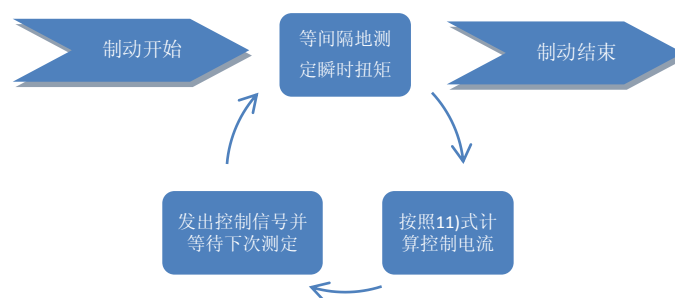 制动开始
等间隔地测
定瞬时扭矩
制动结束
发出控制信号并
等待下次测定
按照11)式计
算控制电流